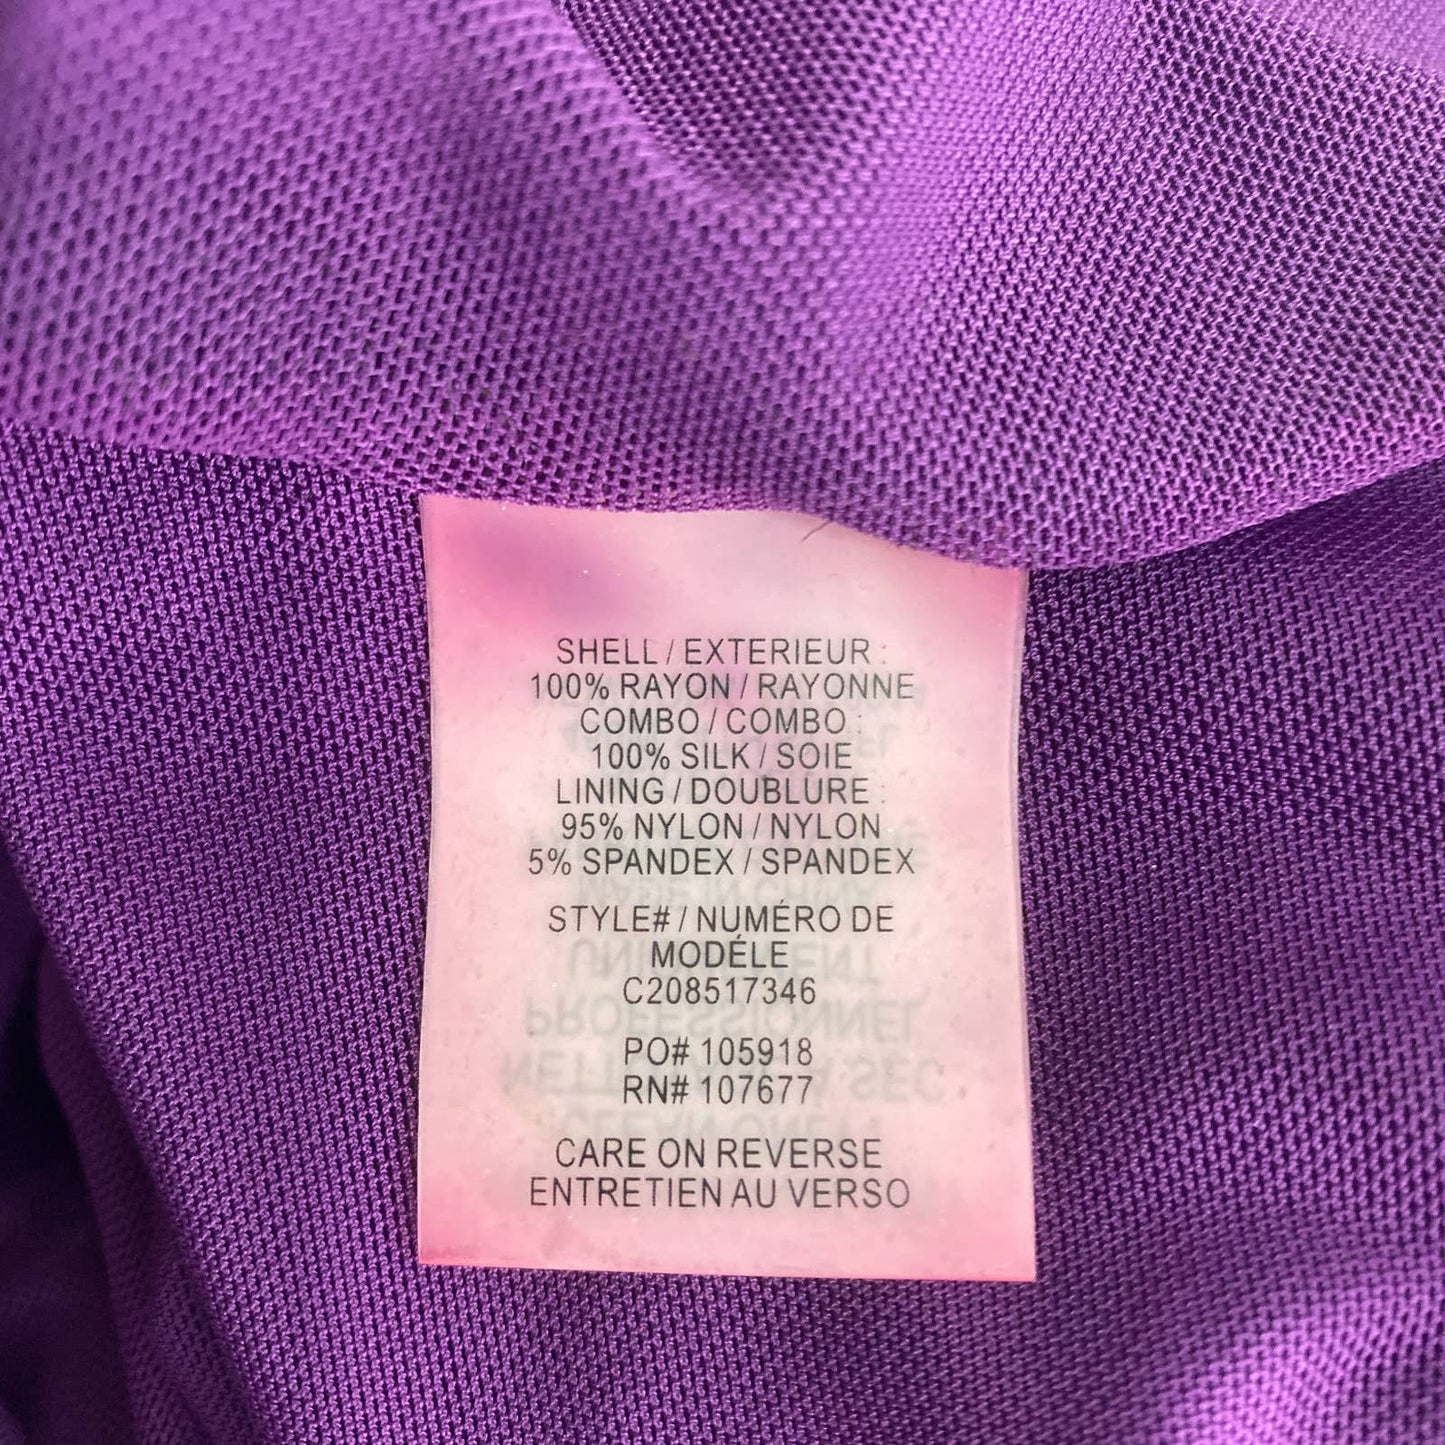 SHELL / EXTERIEUR :
100% RAYON / RAYONNE
COMBO / COMBO :
100% SILK / SOIE
LINING / DOUBLURE :
95% NYLON / NYLON
5% SPANDEX / SPANDEX
STYLE# / NUMÉRO DE
MODÉLE
C208517346
PO# 105918
RN# 107677
CARE ON REVERSE
ENTRETIEN AU VERSO